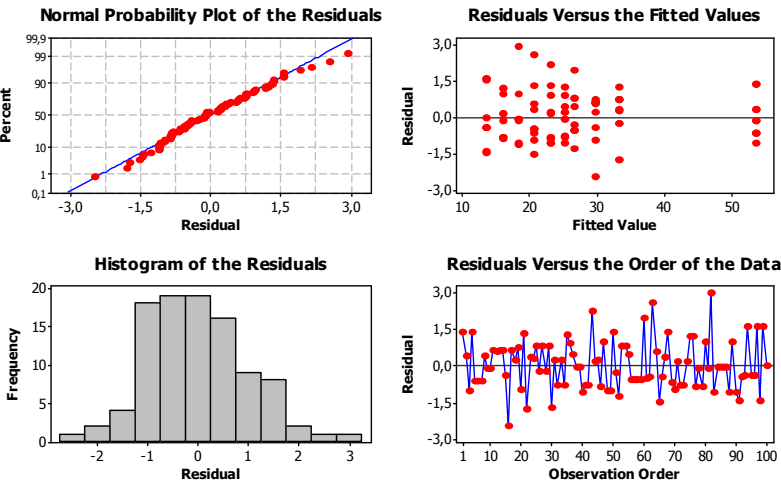 Normal Probability Plot of the Residuals
99,9
99
90
50
10
1
0,1
Percent
-3,0 -1,5 0,0 1,5 3,0
Residual
Residuals Versus the Fitted Values
3,0
1,5
0,0
-1,5
-3,0
Residual
10 20 30 40 50
Fitted Value
Histogram of the Residuals
20
15
10
5
0
Frequency
-2 -1 0 1 2 3
Residual
Residuals Versus the Order of the Data
3,0
1,5
0,0
-1,5
-3,0
Residual
1 10 20 30 40 50 60 70 80 90 100
Observation Order